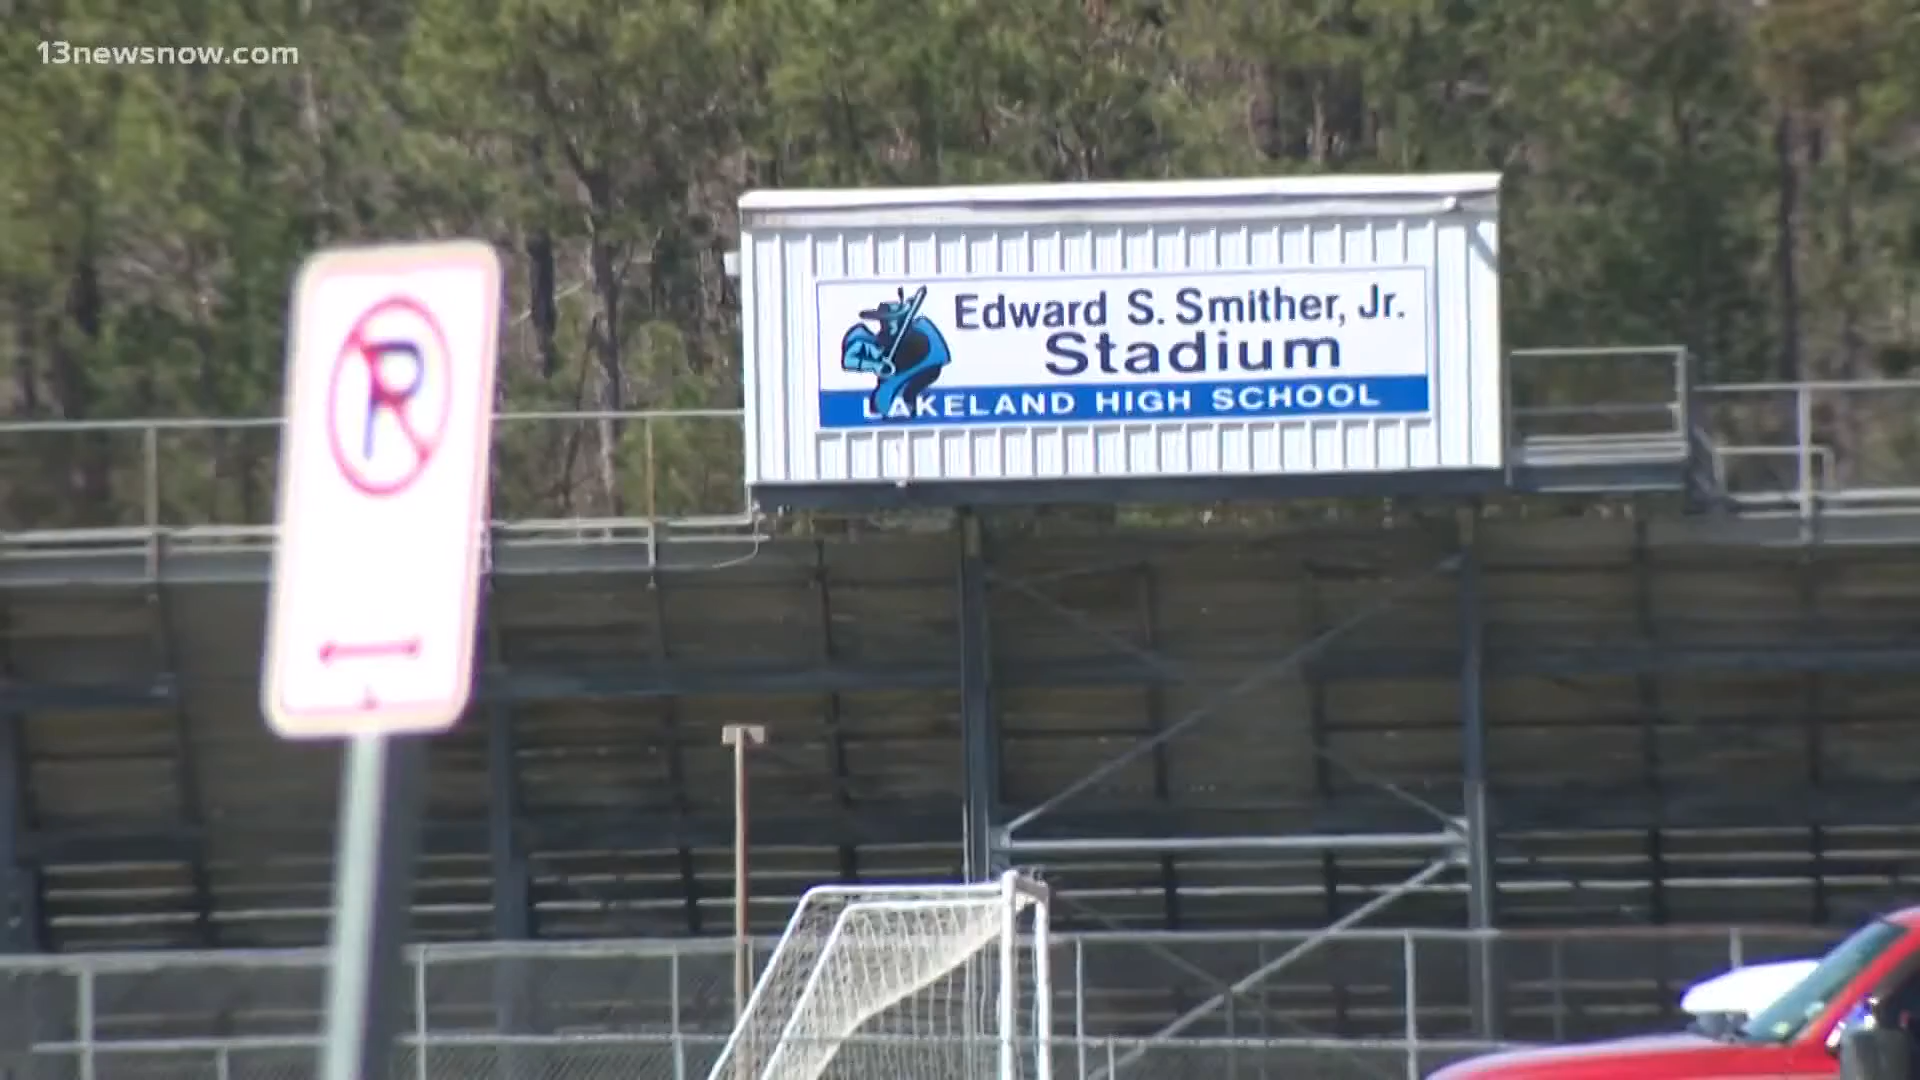 13newsnow.com
Edward S. Smither, Jr.
Stadium
LAKELAND HIGH SCHOOL
P